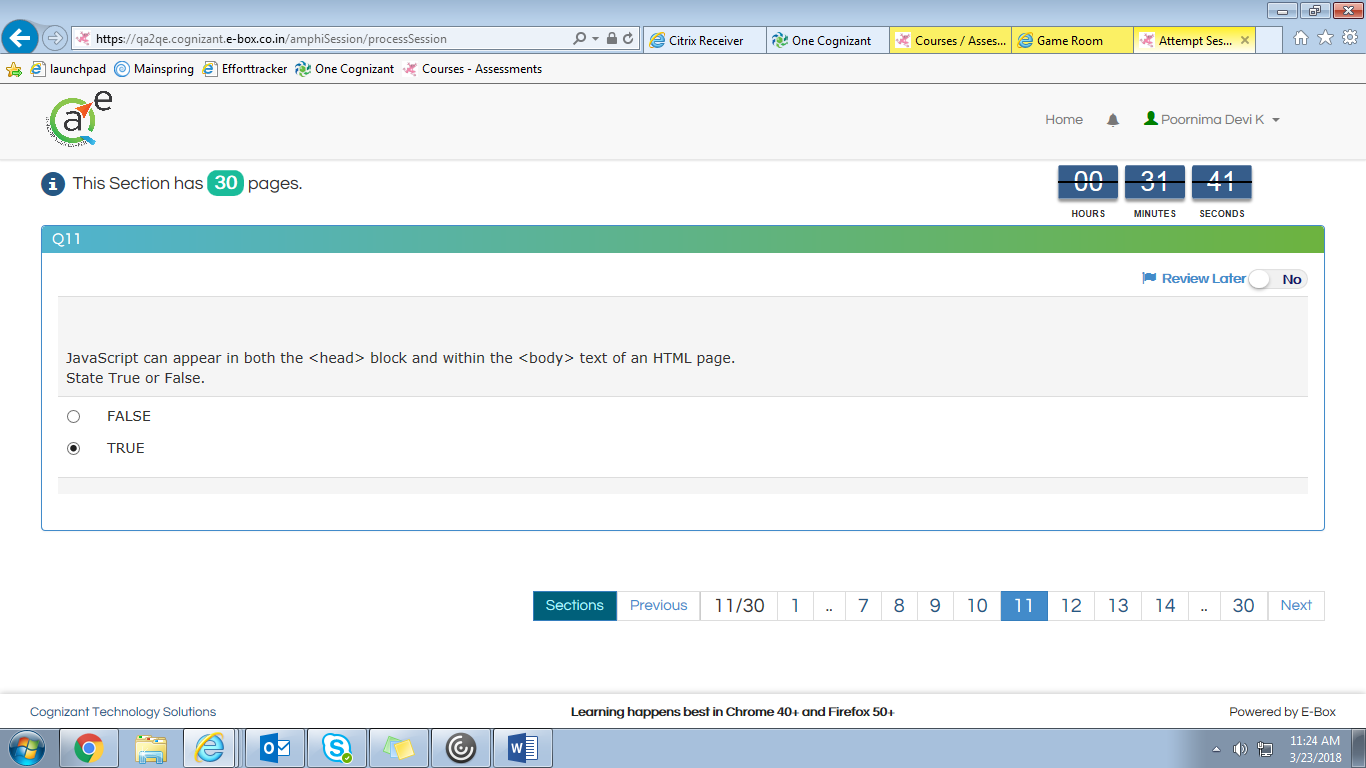 https://qa2qe.cognizant.e-box.co.in/amphiSession/processSession
Citrix Receiver
One Cognizant
Courses / Asses...
Game Room
Attempt Ses...
launchpad
Mainspring
Efforttracker
One Cognizant
Courses - Assessments
a e
Home
Poornima Devi K
This Section has 30 pages.
00 31 41
HOURS MINUTES SECONDS
Q11
Review Later No
JavaScript can appear in both the <head> block and within the <body> text of an HTML page.
State True or False.
FALSE
TRUE
Sections Previous 11/30 1 .. 7 8 9 10 11 12 13 14 .. 30 Next
Cognizant Technology Solutions
Learning happens best in Chrome 40+ and Firefox 50+
Powered by E-Box
11:24 AM
3/23/2018